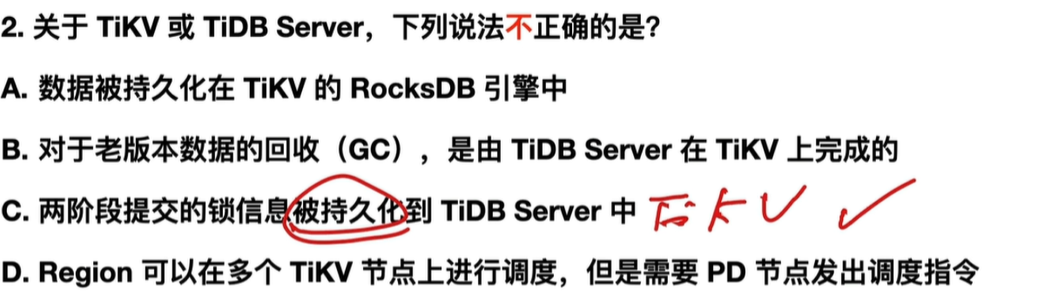 2. 关于 TiKV 或 TiDB Server，下列说法不正确的是？
A. 数据被持久化在 TiKV 的 RocksDB 引擎中
B. 对于老版本数据的回收（GC），是由 TiDB Server 在 TiKV 上完成的
C. 两阶段提交的锁信息被持久化到 TiDB Server 中 TiKV ✓
D. Region 可以在多个 TiKV 节点上进行调度，但是需要 PD 节点发出调度指令